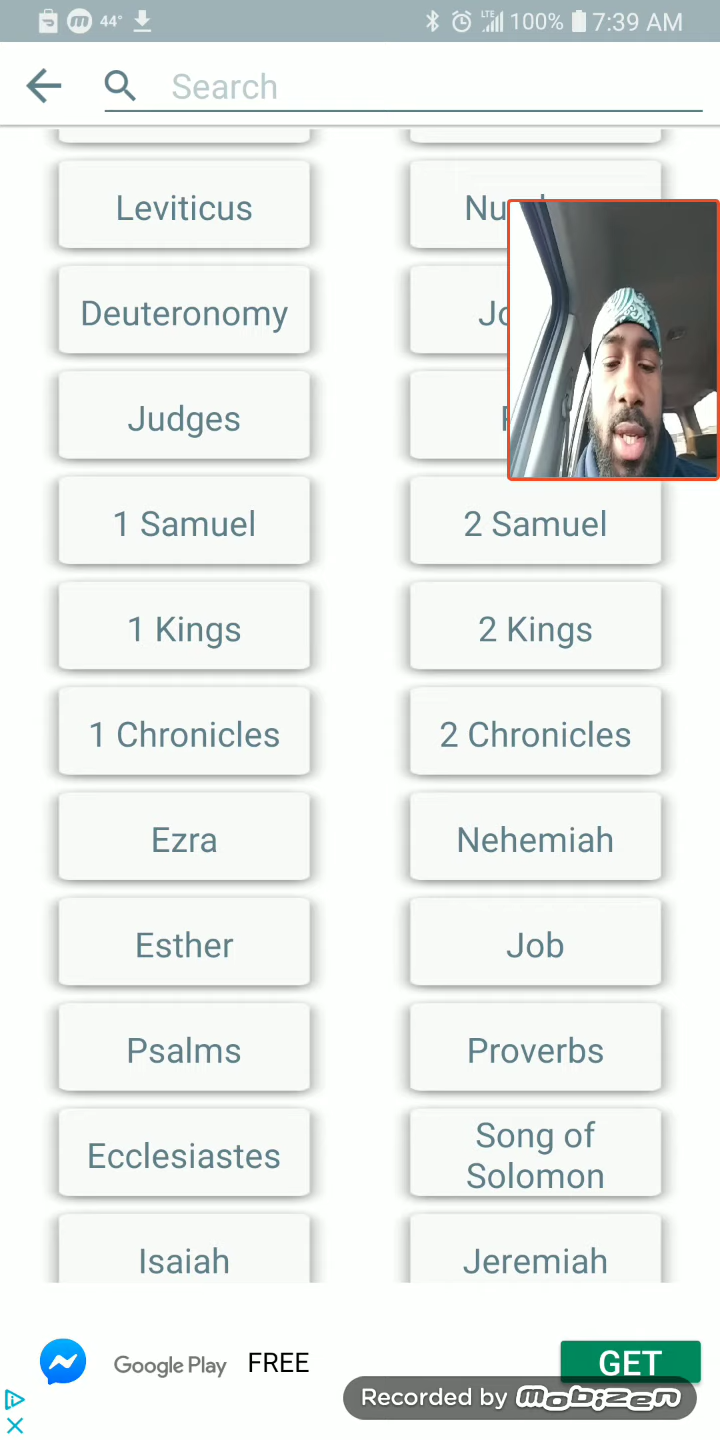 44°
LTE 100% 7:39 AM
Search
Leviticus
Deuteronomy
Judges
1 Samuel 2 Samuel
1 Kings 2 Kings
1 Chronicles 2 Chronicles
Ezra Nehemiah
Esther Job
Psalms Proverbs
Ecclesiastes Song of
Solomon
Isaiah Jeremiah
Google Play FREE GET
Recorded by mobizen